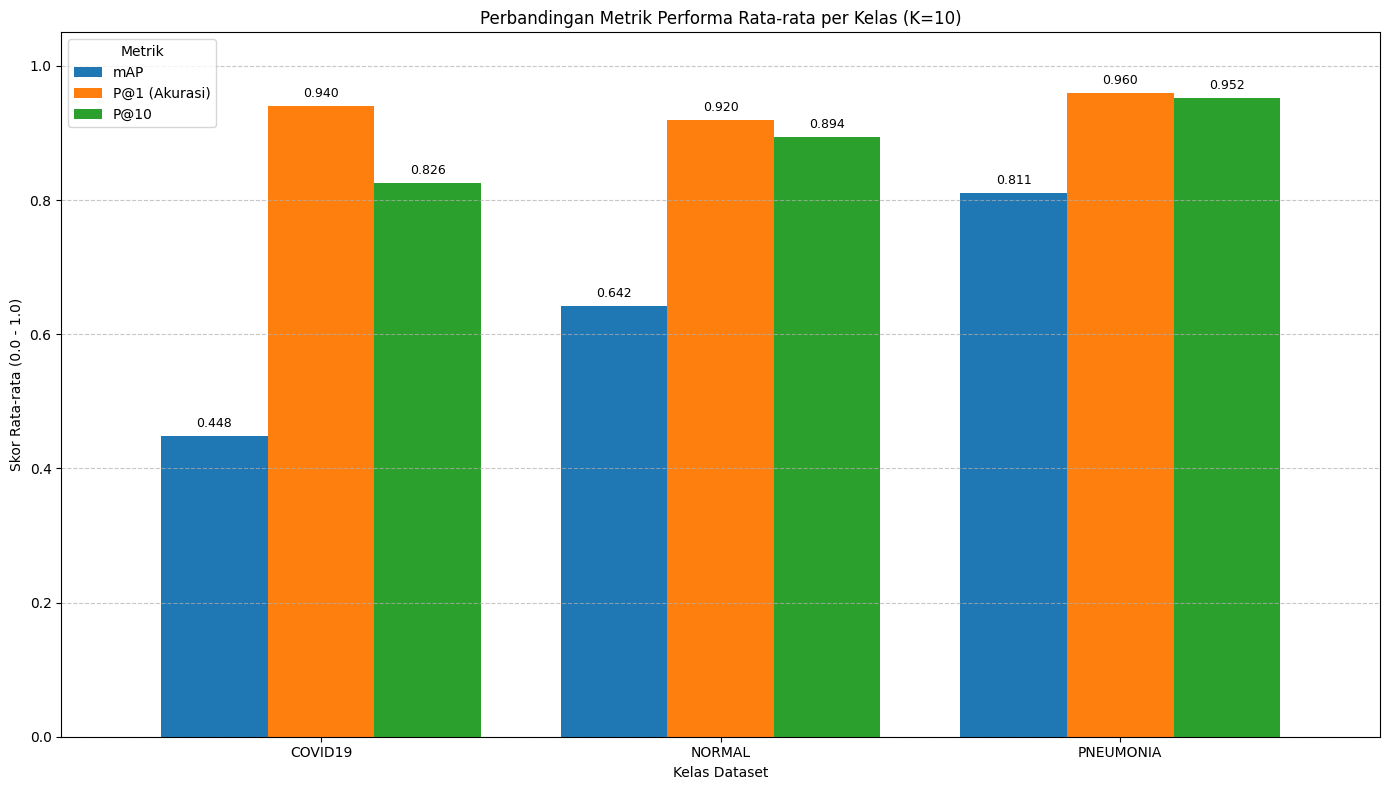 Perbandingan Metrik Performa Rata-rata per Kelas (K=10)
Metrik
mAP
P@1 (Akurasi)
P@10
Skor Rata-rata (0.0 - 1.0)
1.0
0.8
0.6
0.4
0.2
0.0
0.448
0.940
0.826
0.642
0.920
0.894
0.811
0.960
0.952
COVID19
NORMAL
PNEUMONIA
Kelas Dataset